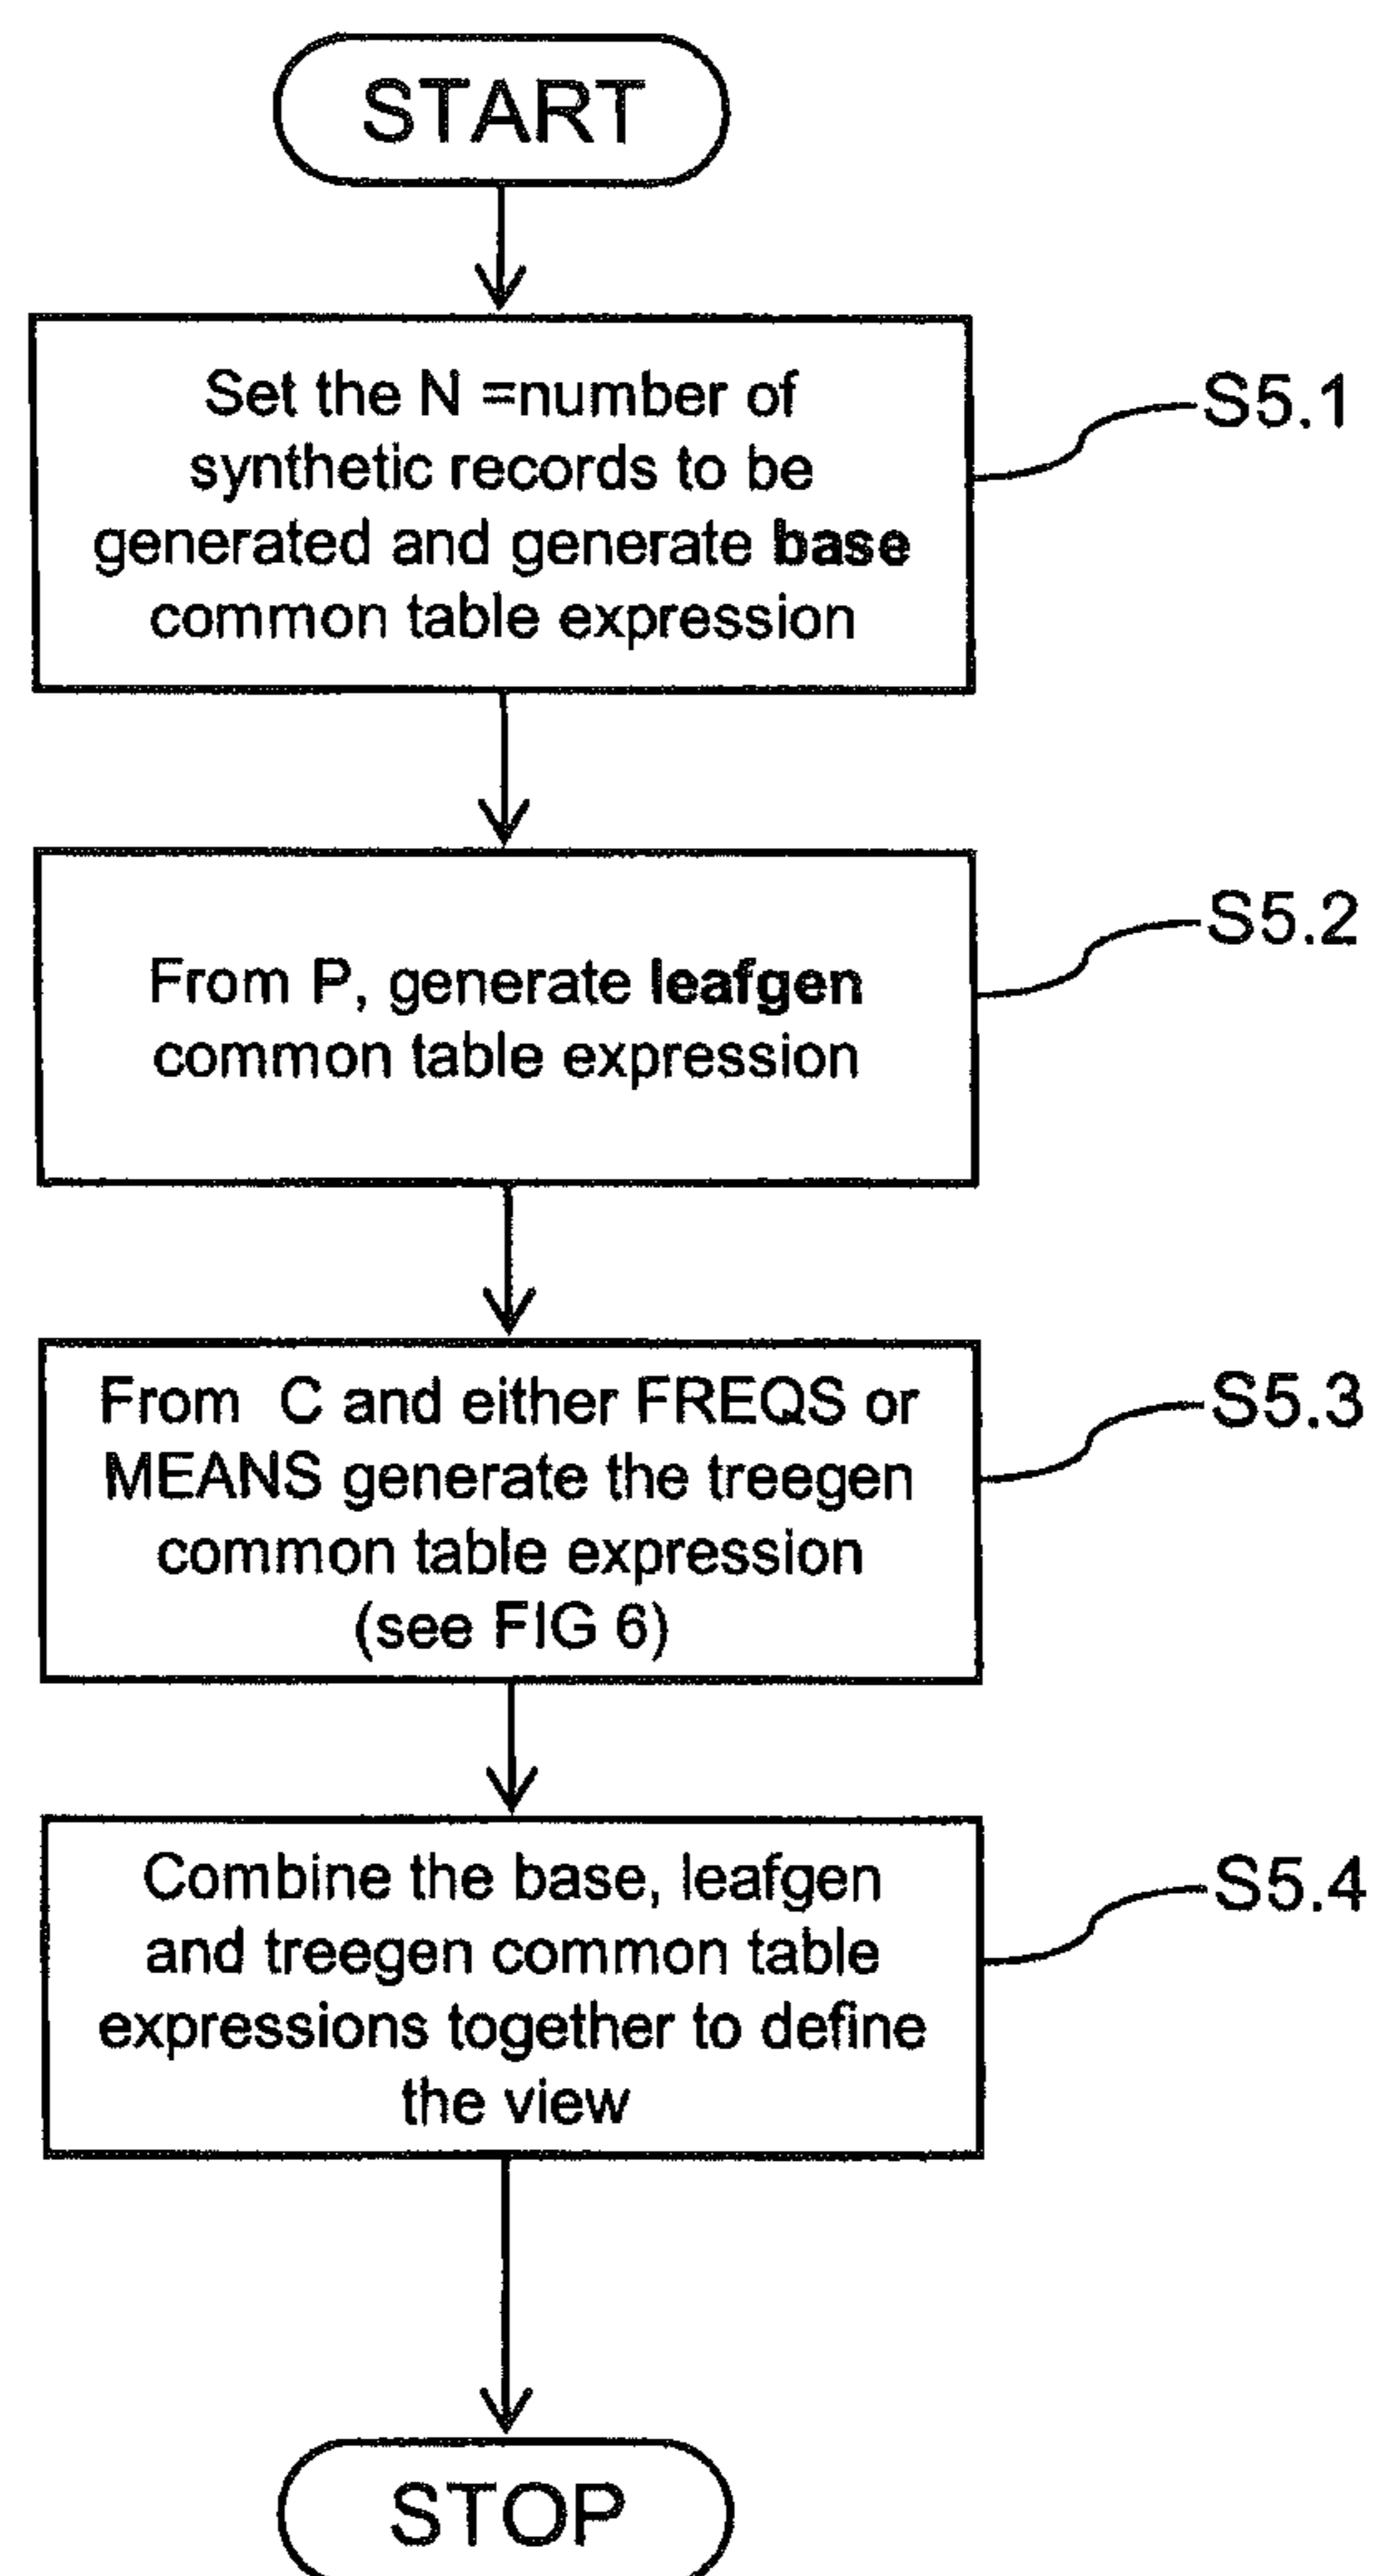 START
Set the N =number of
synthetic records to be
generated and generate base
common table expression
S5.1
From P, generate leafgen
common table expression
S5.2
From  C and either FREQS or
MEANS generate the treegen
common table expression
(see FIG 6)
S5.3
Combine the base, leafgen
and treegen common table
expressions together to define
the view
S5.4
STOP